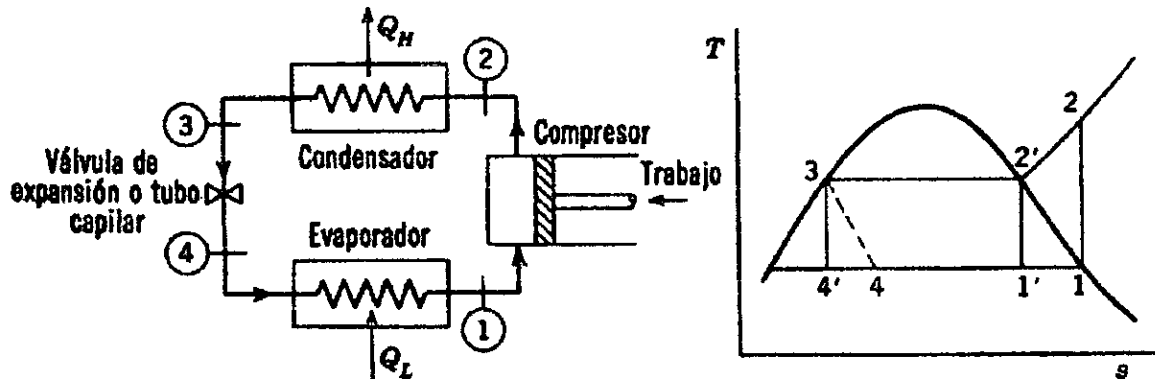 Q_H
2
3
Compresor
Condensador
Válvula de
expansión o tubo
capilar
Trabajo
Evaporador
4
1
Q_L
T
2
3
2'
4'
4
1'
1
s